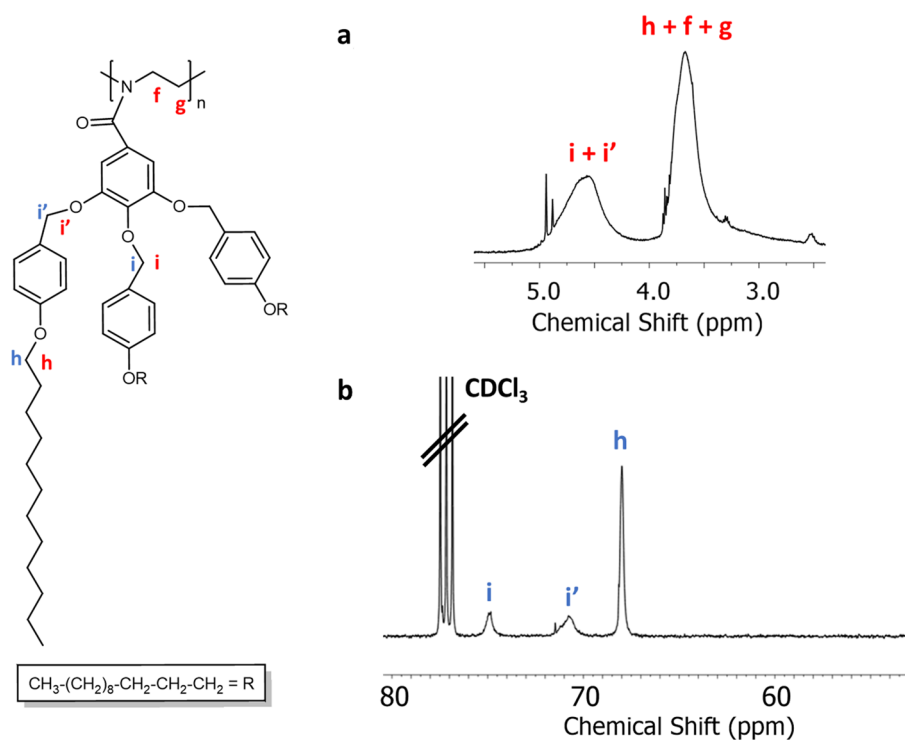 a
h + f + g
i + i’
5.0 4.0 3.0
Chemical Shift (ppm)
N
f
g
n
O
i’
O
i’
O
O
i
i
O
OR
OR
h
h
CH3-(CH2)8-CH2-CH2-CH2 = R
b
CDCl3
h
i
i’
80 70 60
Chemical Shift (ppm)